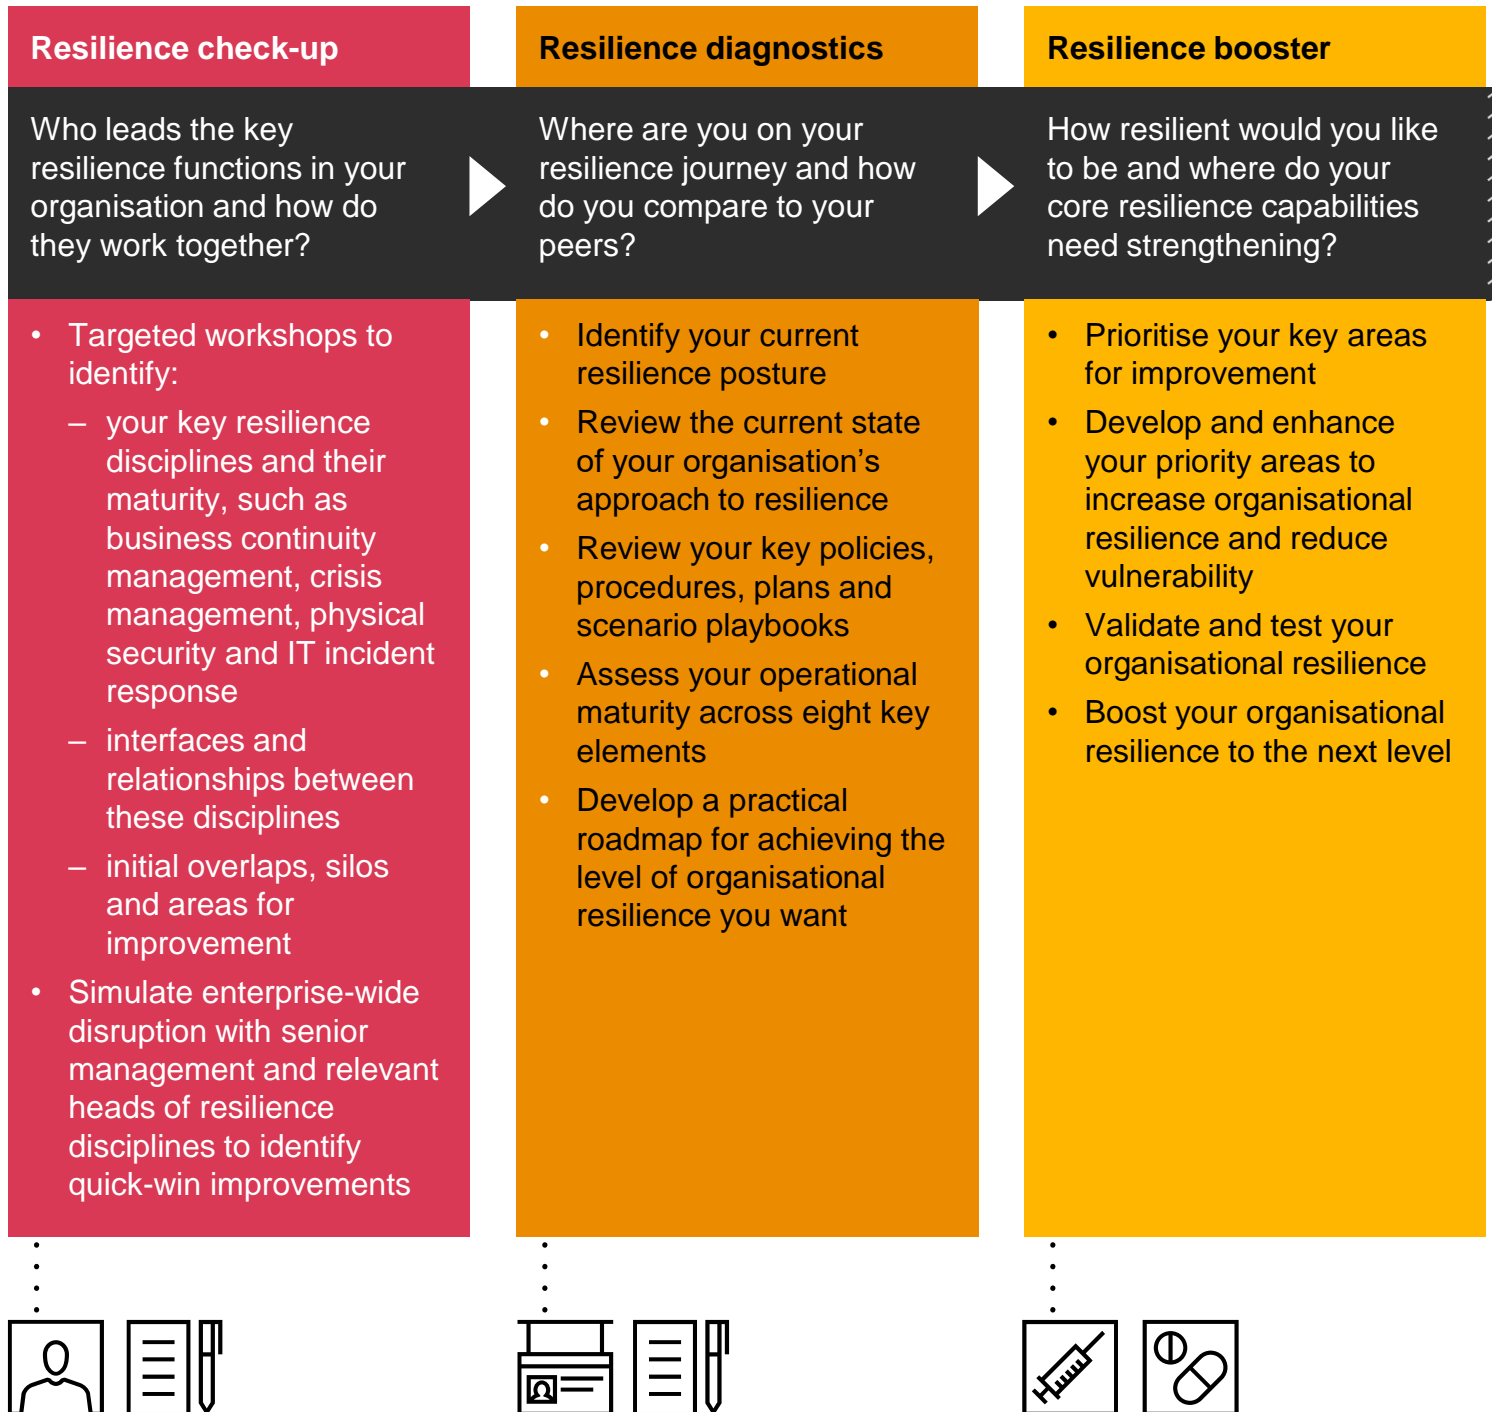 Resilience check-up
Who leads the key
resilience functions in your
organisation and how do
they work together?
• Targeted workshops to
identify:
– your key resilience
disciplines and their
maturity, such as
business continuity
management, crisis
management, physical
security and IT incident
response
– interfaces and
relationships between
these disciplines
– initial overlaps, silos
and areas for
improvement
• Simulate enterprise-wide
disruption with senior
management and relevant
heads of resilience
disciplines to identify
quick-win improvements
Resilience diagnostics
Where are you on your
resilience journey and how
do you compare to your
peers?
• Identify your current
resilience posture
• Review the current state
of your organisation’s
approach to resilience
• Review your key policies,
procedures, plans and
scenario playbooks
• Assess your operational
maturity across eight key
elements
• Develop a practical
roadmap for achieving the
level of organisational
resilience you want
Resilience booster
How resilient would you like
to be and where do your
core resilience capabilities
need strengthening?
• Prioritise your key areas
for improvement
• Develop and enhance
your priority areas to
increase organisational
resilience and reduce
vulnerability
• Validate and test your
organisational resilience
• Boost your organisational
resilience to the next level